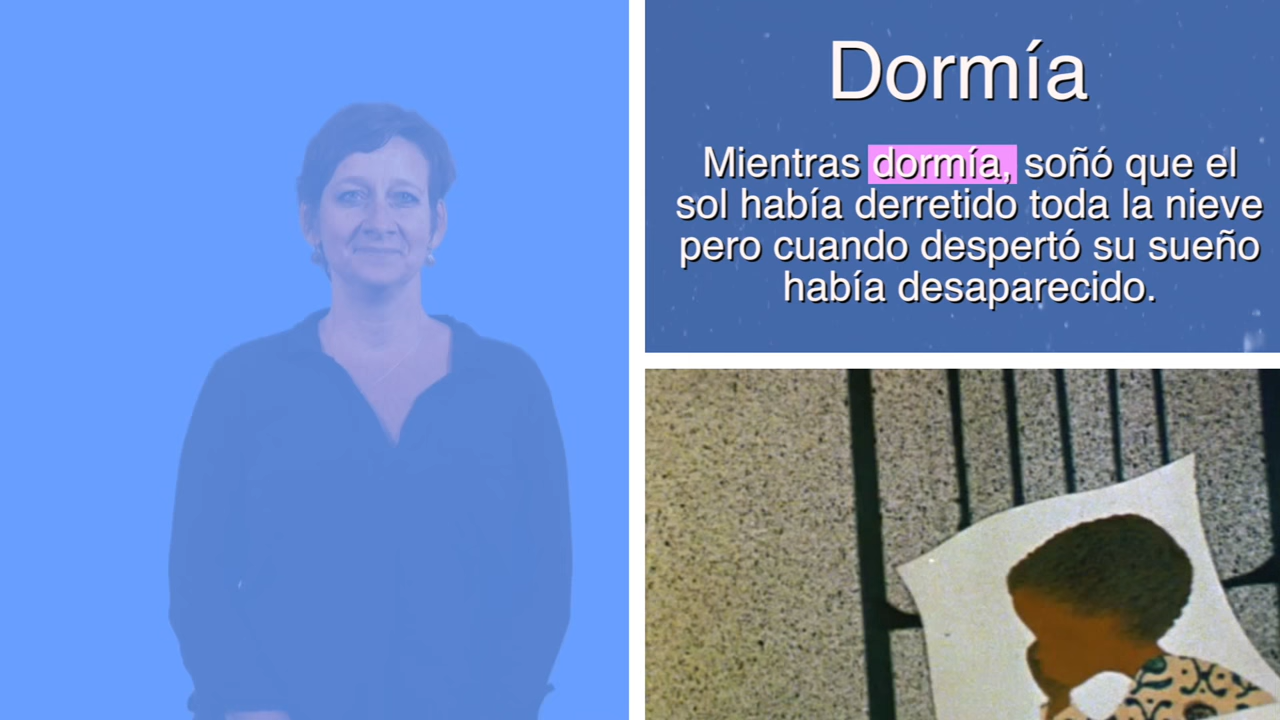 Dormía
Mientras dormía, soñó que el
sol había derretido toda la nieve
pero cuando despertó su sueño
había desaparecido.